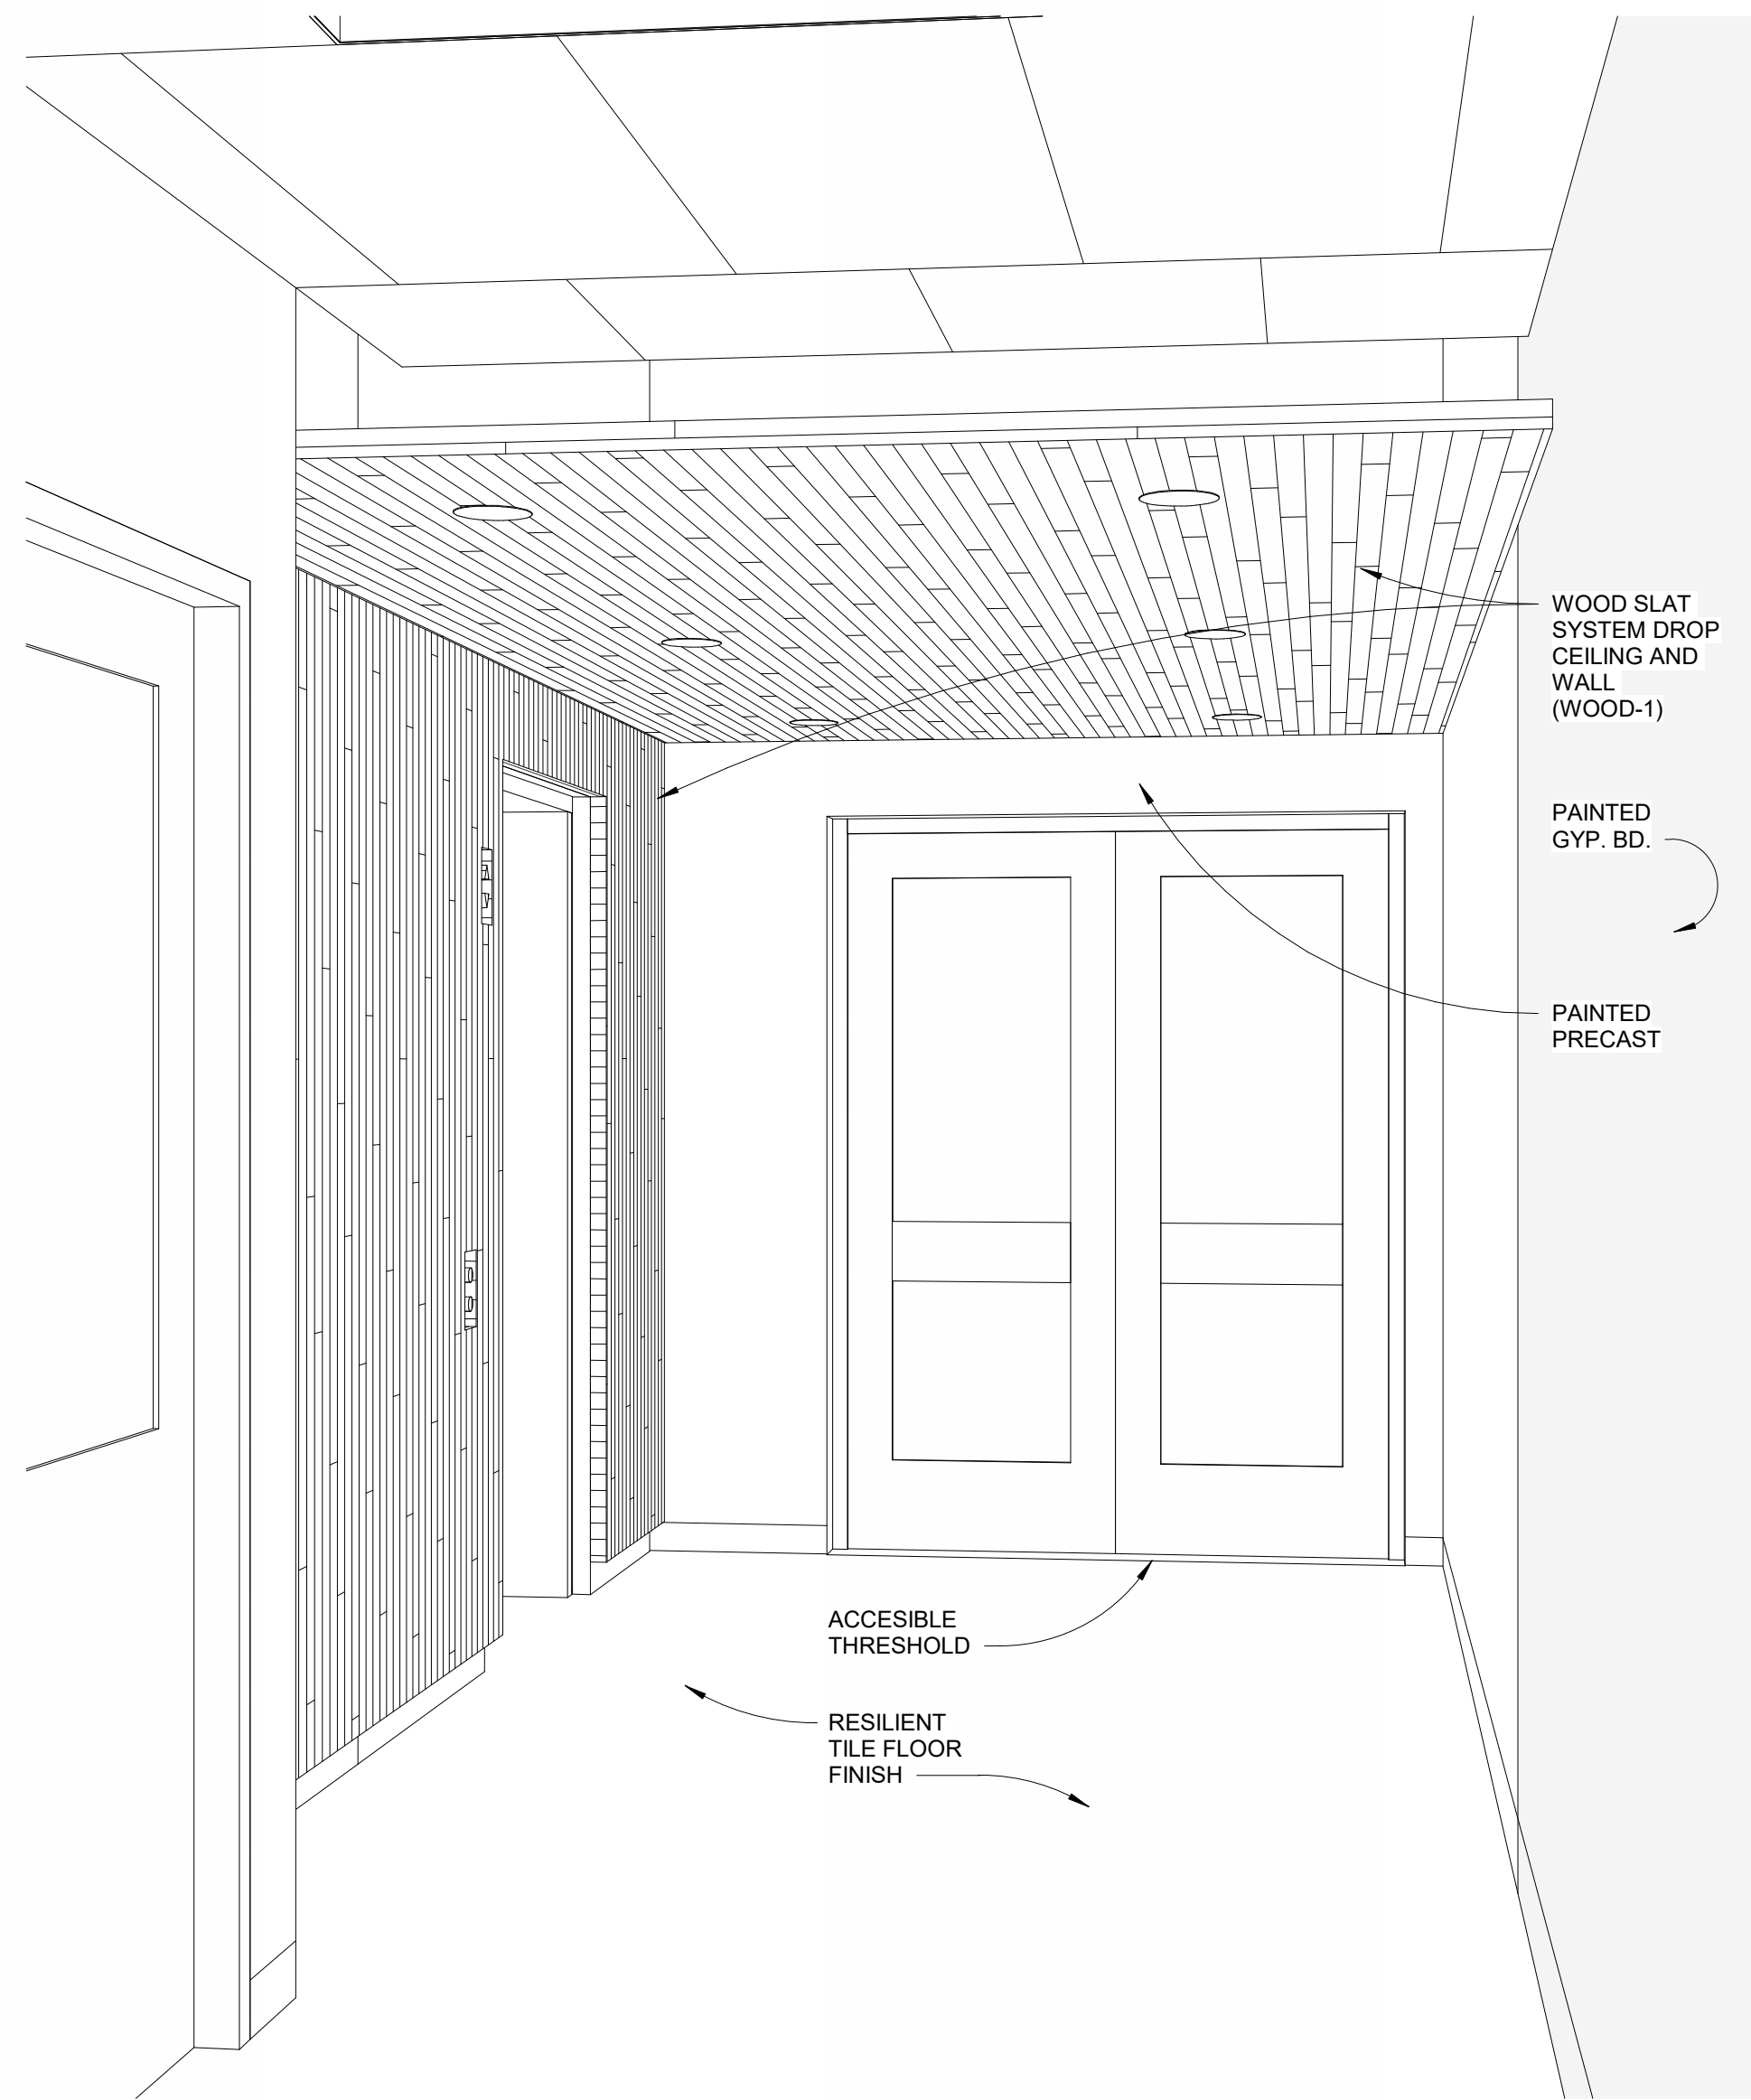 WOOD SLAT
SYSTEM DROP
CEILING AND
WALL
(WOOD-1)
PAINTED
GYP. BD.
PAINTED
PRECAST
ACCESIBLE
THRESHOLD
RESILIENT
TILE FLOOR
FINISH